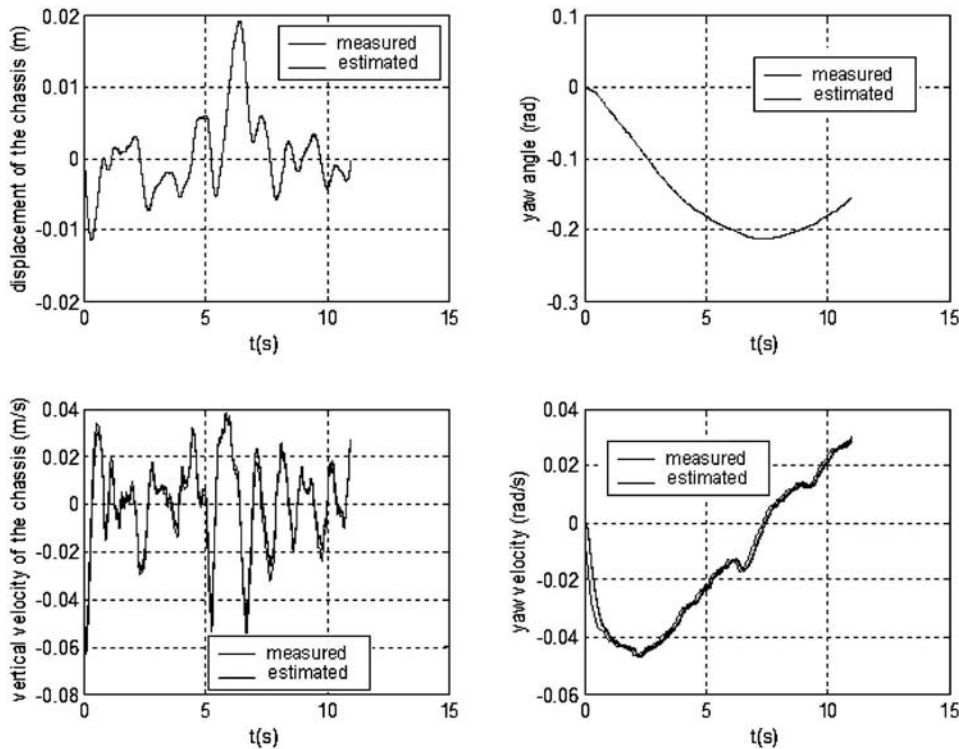 displacement of the chassis (m)
0.02
0.01
0
-0.01
-0.02
measured
estimated
0 5 10 15
t(s)
yaw angle (rad)
0.1
0
-0.1
-0.2
-0.3
measured
estimated
0 5 10 15
t(s)
vertical velocity of the chassis (m/s)
0.04
0.02
0
-0.02
-0.04
-0.06
-0.08
measured
estimated
0 5 10 15
t(s)
yaw velocity (rad/s)
0.04
0.02
0
-0.02
-0.04
-0.06
measured
estimated
0 5 10 15
t(s)